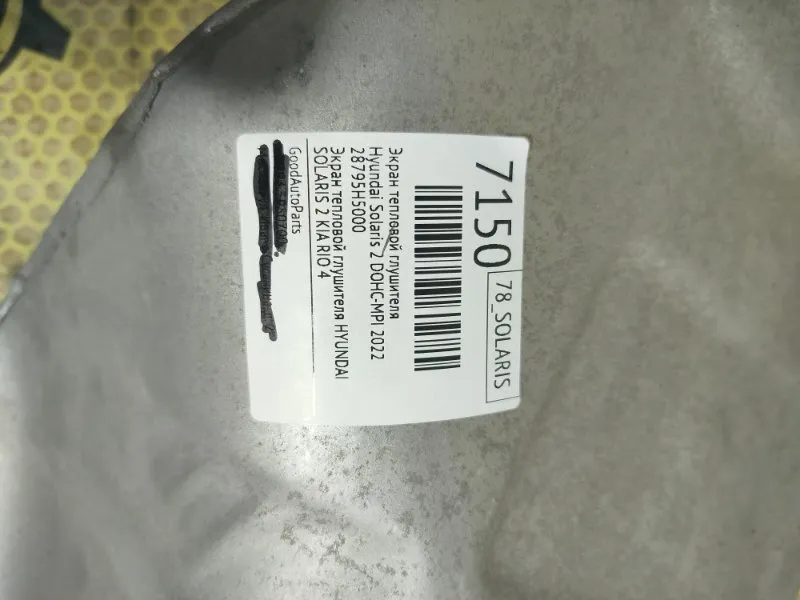 7150
78_SOLARIS
Экран тепловой глушителя
Hyundai Solaris 2 DOHC-MPI 2022
28795H5000
Экран тепловой глушителя HYUNDAI
SOLARIS 2 KIA RIO 4
GoodAutoParts